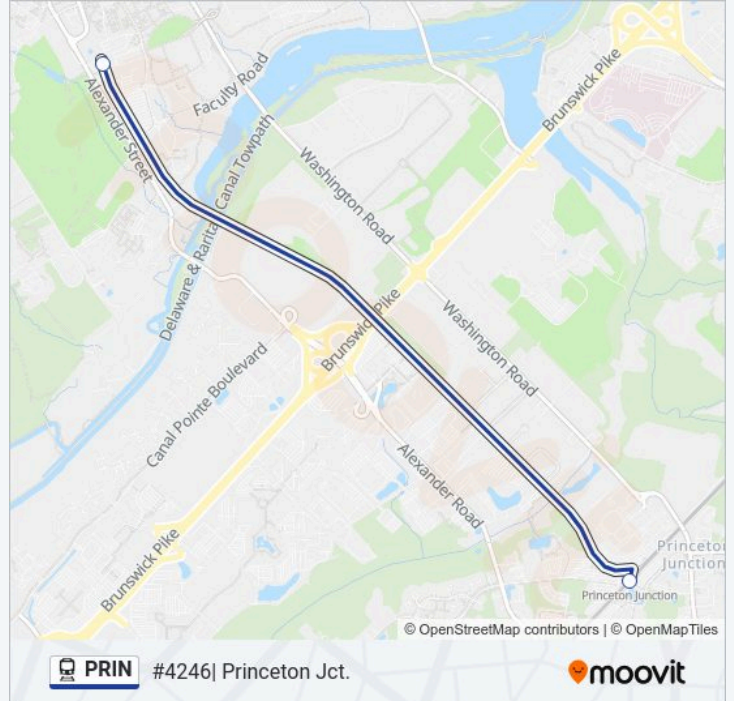 Faculty Road
Alexander Street
Brunswick Pike
Washington Road
Delaware & Raritan Canal Towpath
Brunswick Pike
Washington Road
Canal Pointe Boulevard
Alexander Road
Brunswick Pike
Princeton
Junction
Princeton Junction
© OpenStreetMap contributors | © OpenMapTiles
PRIN #4246| Princeton Jct.
moovit